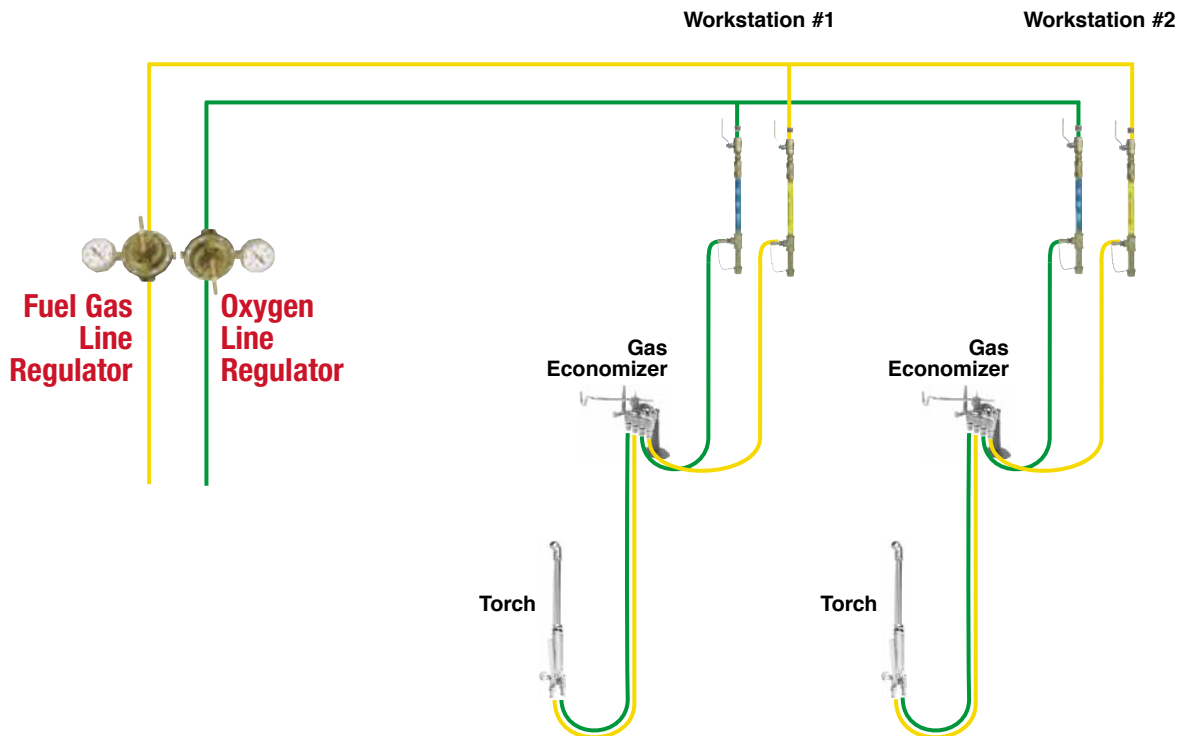 Workstation #1
Workstation #2
Fuel Gas
Line
Regulator
Oxygen
Line
Regulator
Gas
Economizer
Gas
Economizer
Torch
Torch